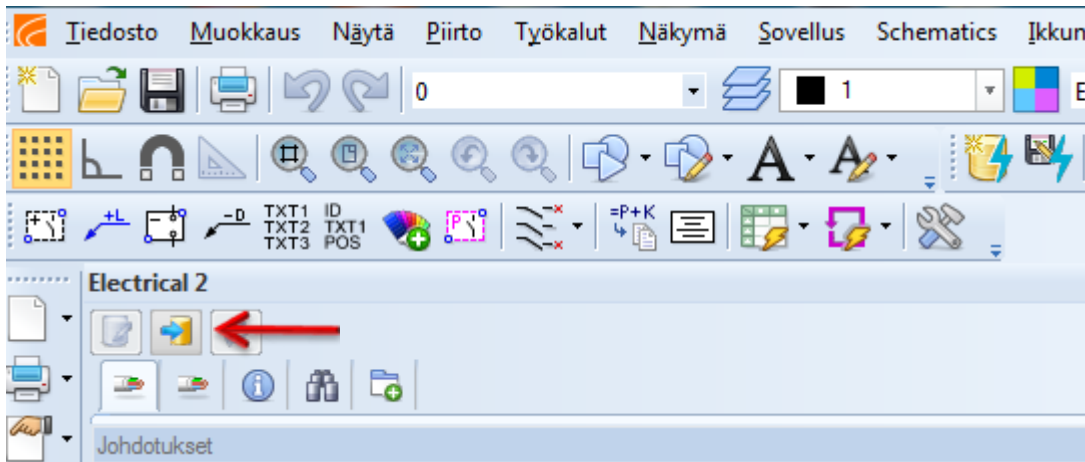 Tiedosto Muokkaus Näytä Piirto Työkalut Näkymä Sovellus Schematics Ikkun
0 1 E
A A
+L -D TXT1 TXT2 TXT3 ID TXT1 POS P =P+K
Electrical 2
Johdotukset